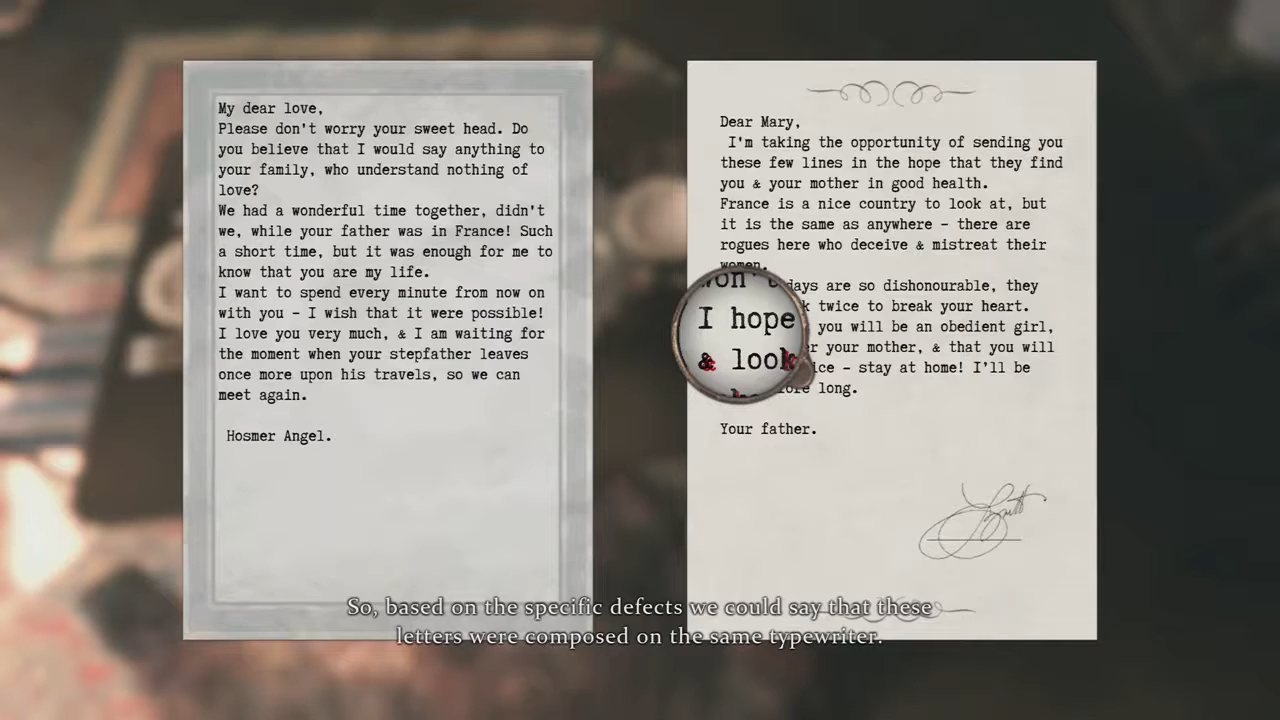 My dear love,
Please don't worry your sweet head. Do
you believe that I would say anything to
your family, who understand nothing of
love?
We had a wonderful time together, didn't
we, while your father was in France! Such
a short time, but it was enough for me to
know that you are my life.
I want to spend every minute from now on
with you - I wish that it were possible!
I love you very much, & I am waiting for
the moment when your stepfather leaves
once more upon his travels, so we can
meet again.
Hosmer Angel.
Dear Mary,
I'm taking the opportunity of sending you
these few lines in the hope that they find
you & your mother in good health.
France is a nice country to look at, but
it is the same as anywhere - there are
rogues here who deceive & mistreat their
women.
days are so dishonourable, they
twice to break your heart.
I hope you will be an obedient girl,
& look your mother, & that you will
- stay at home! I'll be
long.
Your father.
So, based on the specific defects we could say that these
letters were composed on the same typewriter.